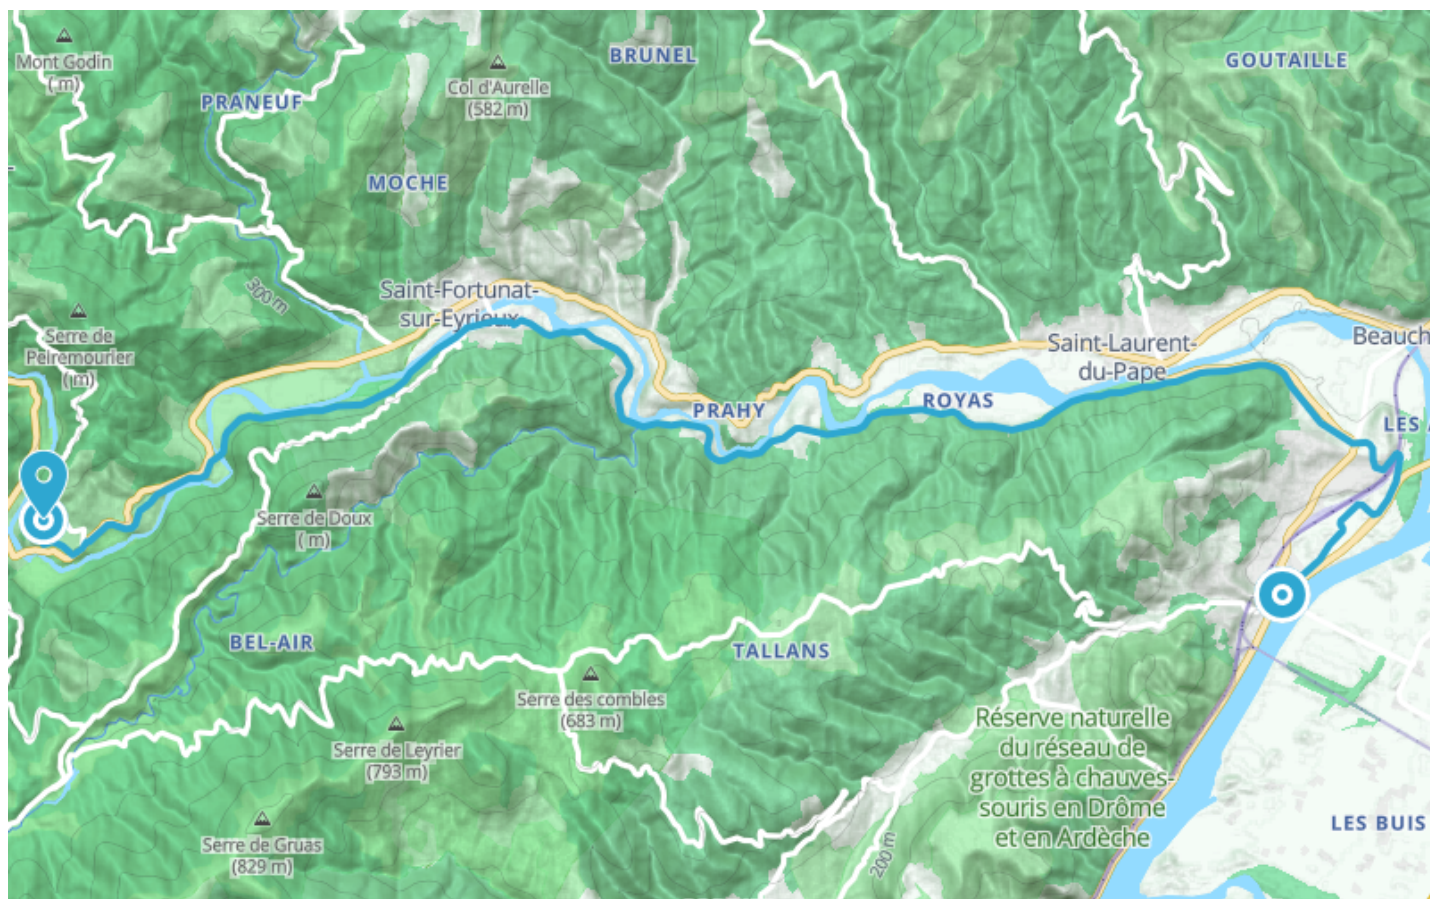 Mont Godin
( m)
PRANEUF
Col d'Aurelle
(582 m)
BRUNEL
GOUTAILLE
MOCHE
300 m
Saint-Fortunat-
sur-Eyrieux
Serre de
Peiremourier
( m)
Saint-Laurent-
du-Pape
Beauch
PRAHY
ROYAS
LES
Serre de Doux
( m)
BEL-AIR
TALLANS
Serre des combles
(683 m)
Serre de Leyrier
(793 m)
Réserve naturelle
du réseau de
grottes à chauves-
souris en Drôme
et en Ardèche
Serre de Gruas
(829 m)
200 m
LES BUIS